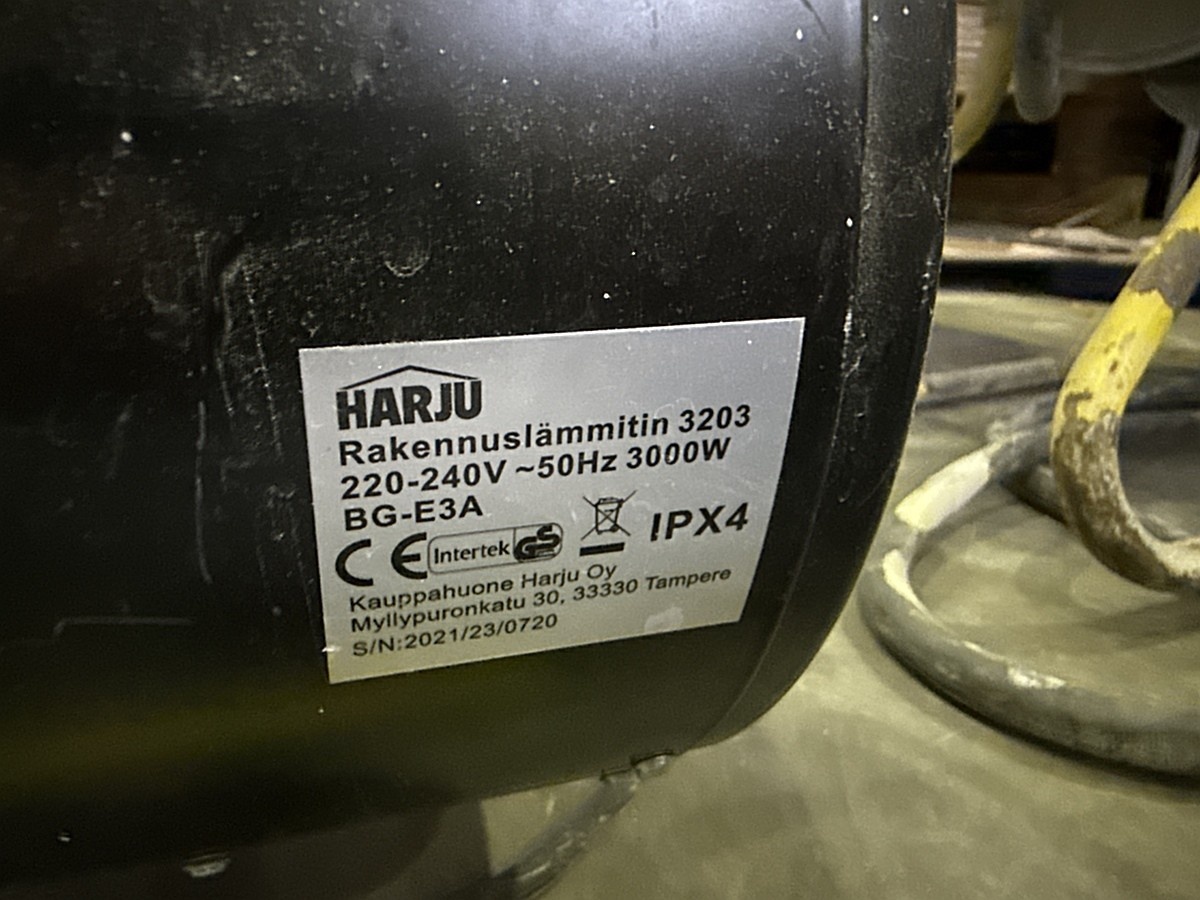 HARJU
Rakennuslämmitin 3203
220-240V ~50Hz 3000W
BG-E3A
IPX4
CE Intertek GS
Kauppahuone Harju Oy
Myllypuronkatu 30, 33330 Tampere
S/N:2021/23/0720